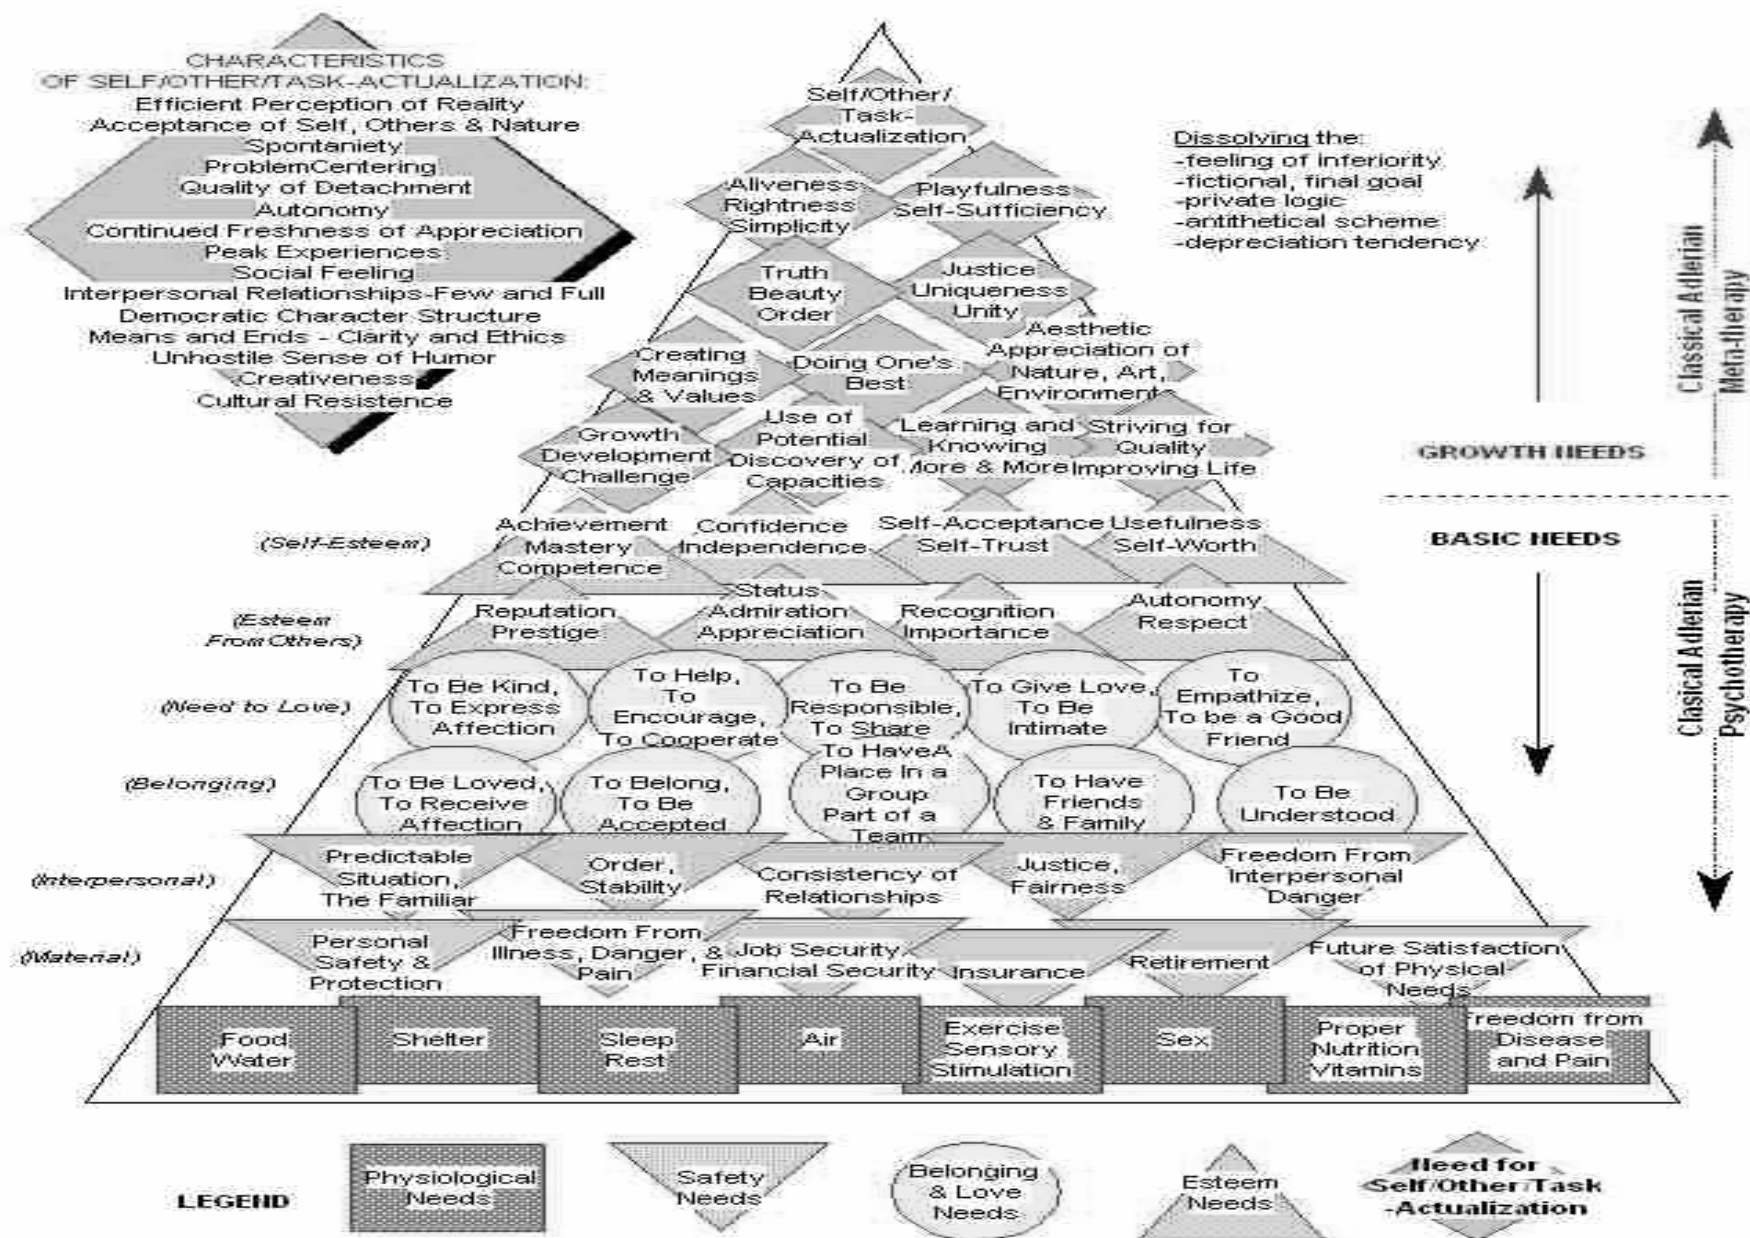 CHARACTERISTICS
OF SELF/OTHER/TASK-ACTUALIZATION:
Efficient Perception of Reality
Acceptance of Self, Others & Nature
Spontaniety
ProblemCentering
Quality of Detachment
Autonomy
Continued Freshness of Appreciation
Peak Experiences
Social Feeling
Interpersonal Relationships-Few and Full
Democratic Character Structure
Means and Ends - Clarity and Ethics
Unhostile Sense of Humor
Creativeness
Cultural Resistence
Self/Other/
Task-
Actualization
Aliveness
Rightness
Simplicity
Playfulness
Self-Sufficiency
Truth
Beauty
Order
Justice
Uniqueness
Unity
Creating
Meanings
& Values
Doing One's
Best
Aesthetic
Appreciation of
Nature, Art,
Environment
Growth
Development
Challenge
Use of
Potential
Discovery of
Capacities
Learning and
Knowing
More & More
Striving for
Quality
Improving Life
Dissolving the:
-feeling of inferiority
-fictional, final goal
-private logic
-antithetical scheme
-depreciation tendency
Classical Adlerian
Meta-therapy
GROWTH NEEDS
BASIC NEEDS
Clasical Adlerian
Psychotherapy
(Self-Esteem)
Achievement
Mastery
Competence
Confidence
Independence
Self-Acceptance
Self-Trust
Usefulness
Self-Worth
(Esteem
From Others)
Reputation
Prestige
Status
Admiration
Appreciation
Recognition
Importance
Autonomy
Respect
(Need to Love)
To Be Kind,
To Express
Affection
To Help,
To
Encourage,
To Cooperate
To Be
Responsible,
To Share
To Give Love,
To Be
Intimate
To
Empathize,
To be a Good
Friend
(Belonging)
To Be Loved,
To Receive
Affection
To Belong,
To Be
Accepted
To Have A
Place In a
Group
Part of a
Team
To Have
Friends
& Family
To Be
Understood
(Interpersonal)
Predictable
Situation,
The Familiar
Order,
Stability
Consistency of
Relationships
Justice,
Fairness
Freedom From
Interpersonal
Danger
(Material)
Personal
Safety &
Protection
Freedom From
Illness, Danger, &
Pain
Job Security
Financial Security
Insurance
Retirement
Future Satisfaction
of Physical
Needs
Food
Water
Shelter
Sleep
Rest
Air
Exercise
Sensory
Stimulation
Sex
Proper
Nutrition
Vitamins
Freedom from
Disease
and Pain
LEGEND
Physiological
Needs
Safety
Needs
Belonging
& Love
Needs
Esteem
Needs
Need for
Self/Other/Task
-Actualization